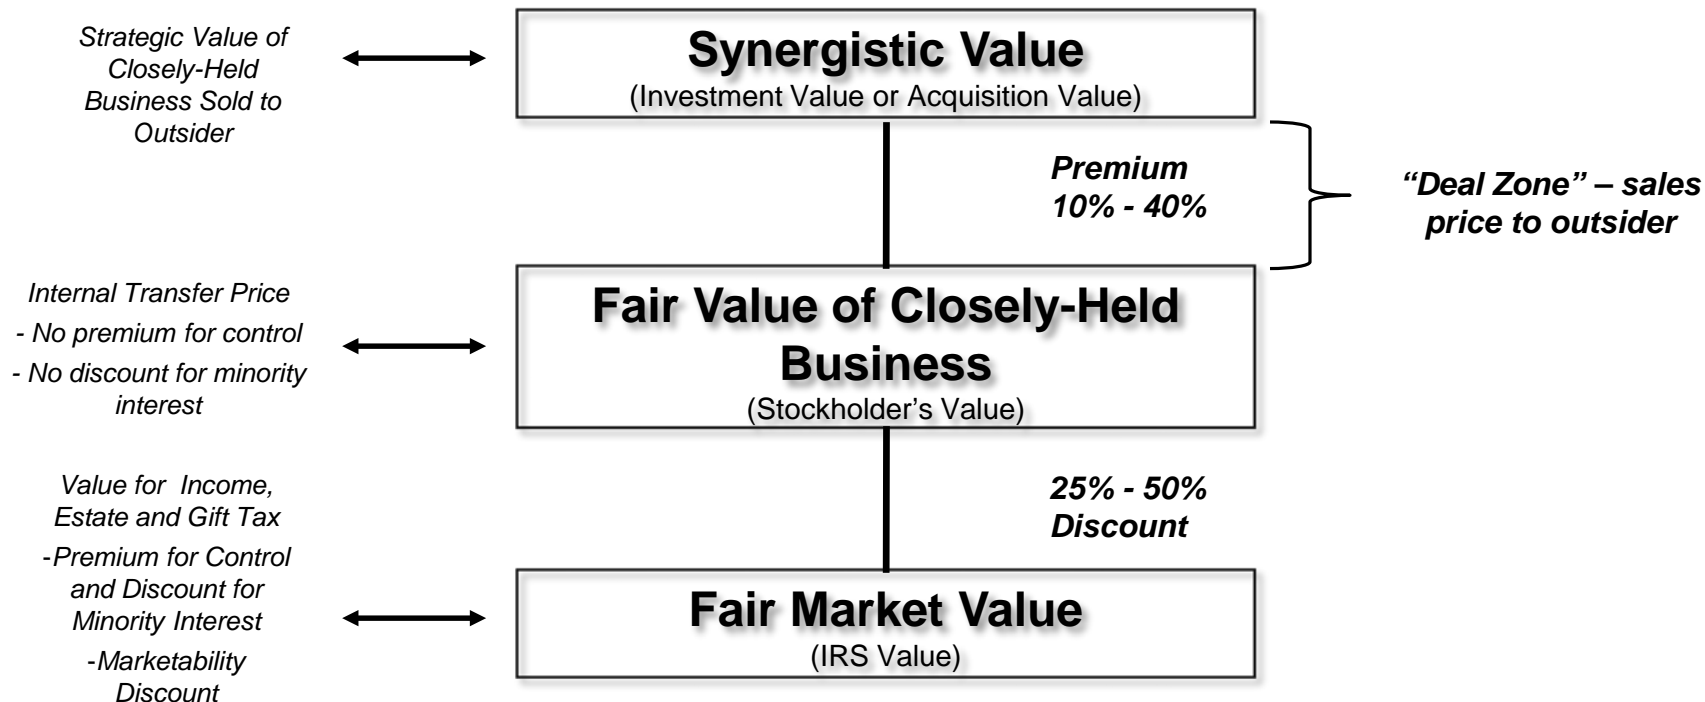 Strategic Value of
Closely-Held
Business Sold to
Outsider
Synergistic Value
(Investment Value or Acquisition Value)
Premium
10% - 40%
“Deal Zone” – sales
price to outsider
Internal Transfer Price
- No premium for control
- No discount for minority
interest
Fair Value of Closely-Held
Business
(Stockholder’s Value)
25% - 50%
Discount
Value for  Income,
Estate and Gift Tax
-Premium for Control
and Discount for
Minority Interest
-Marketability
Discount
Fair Market Value
(IRS Value)